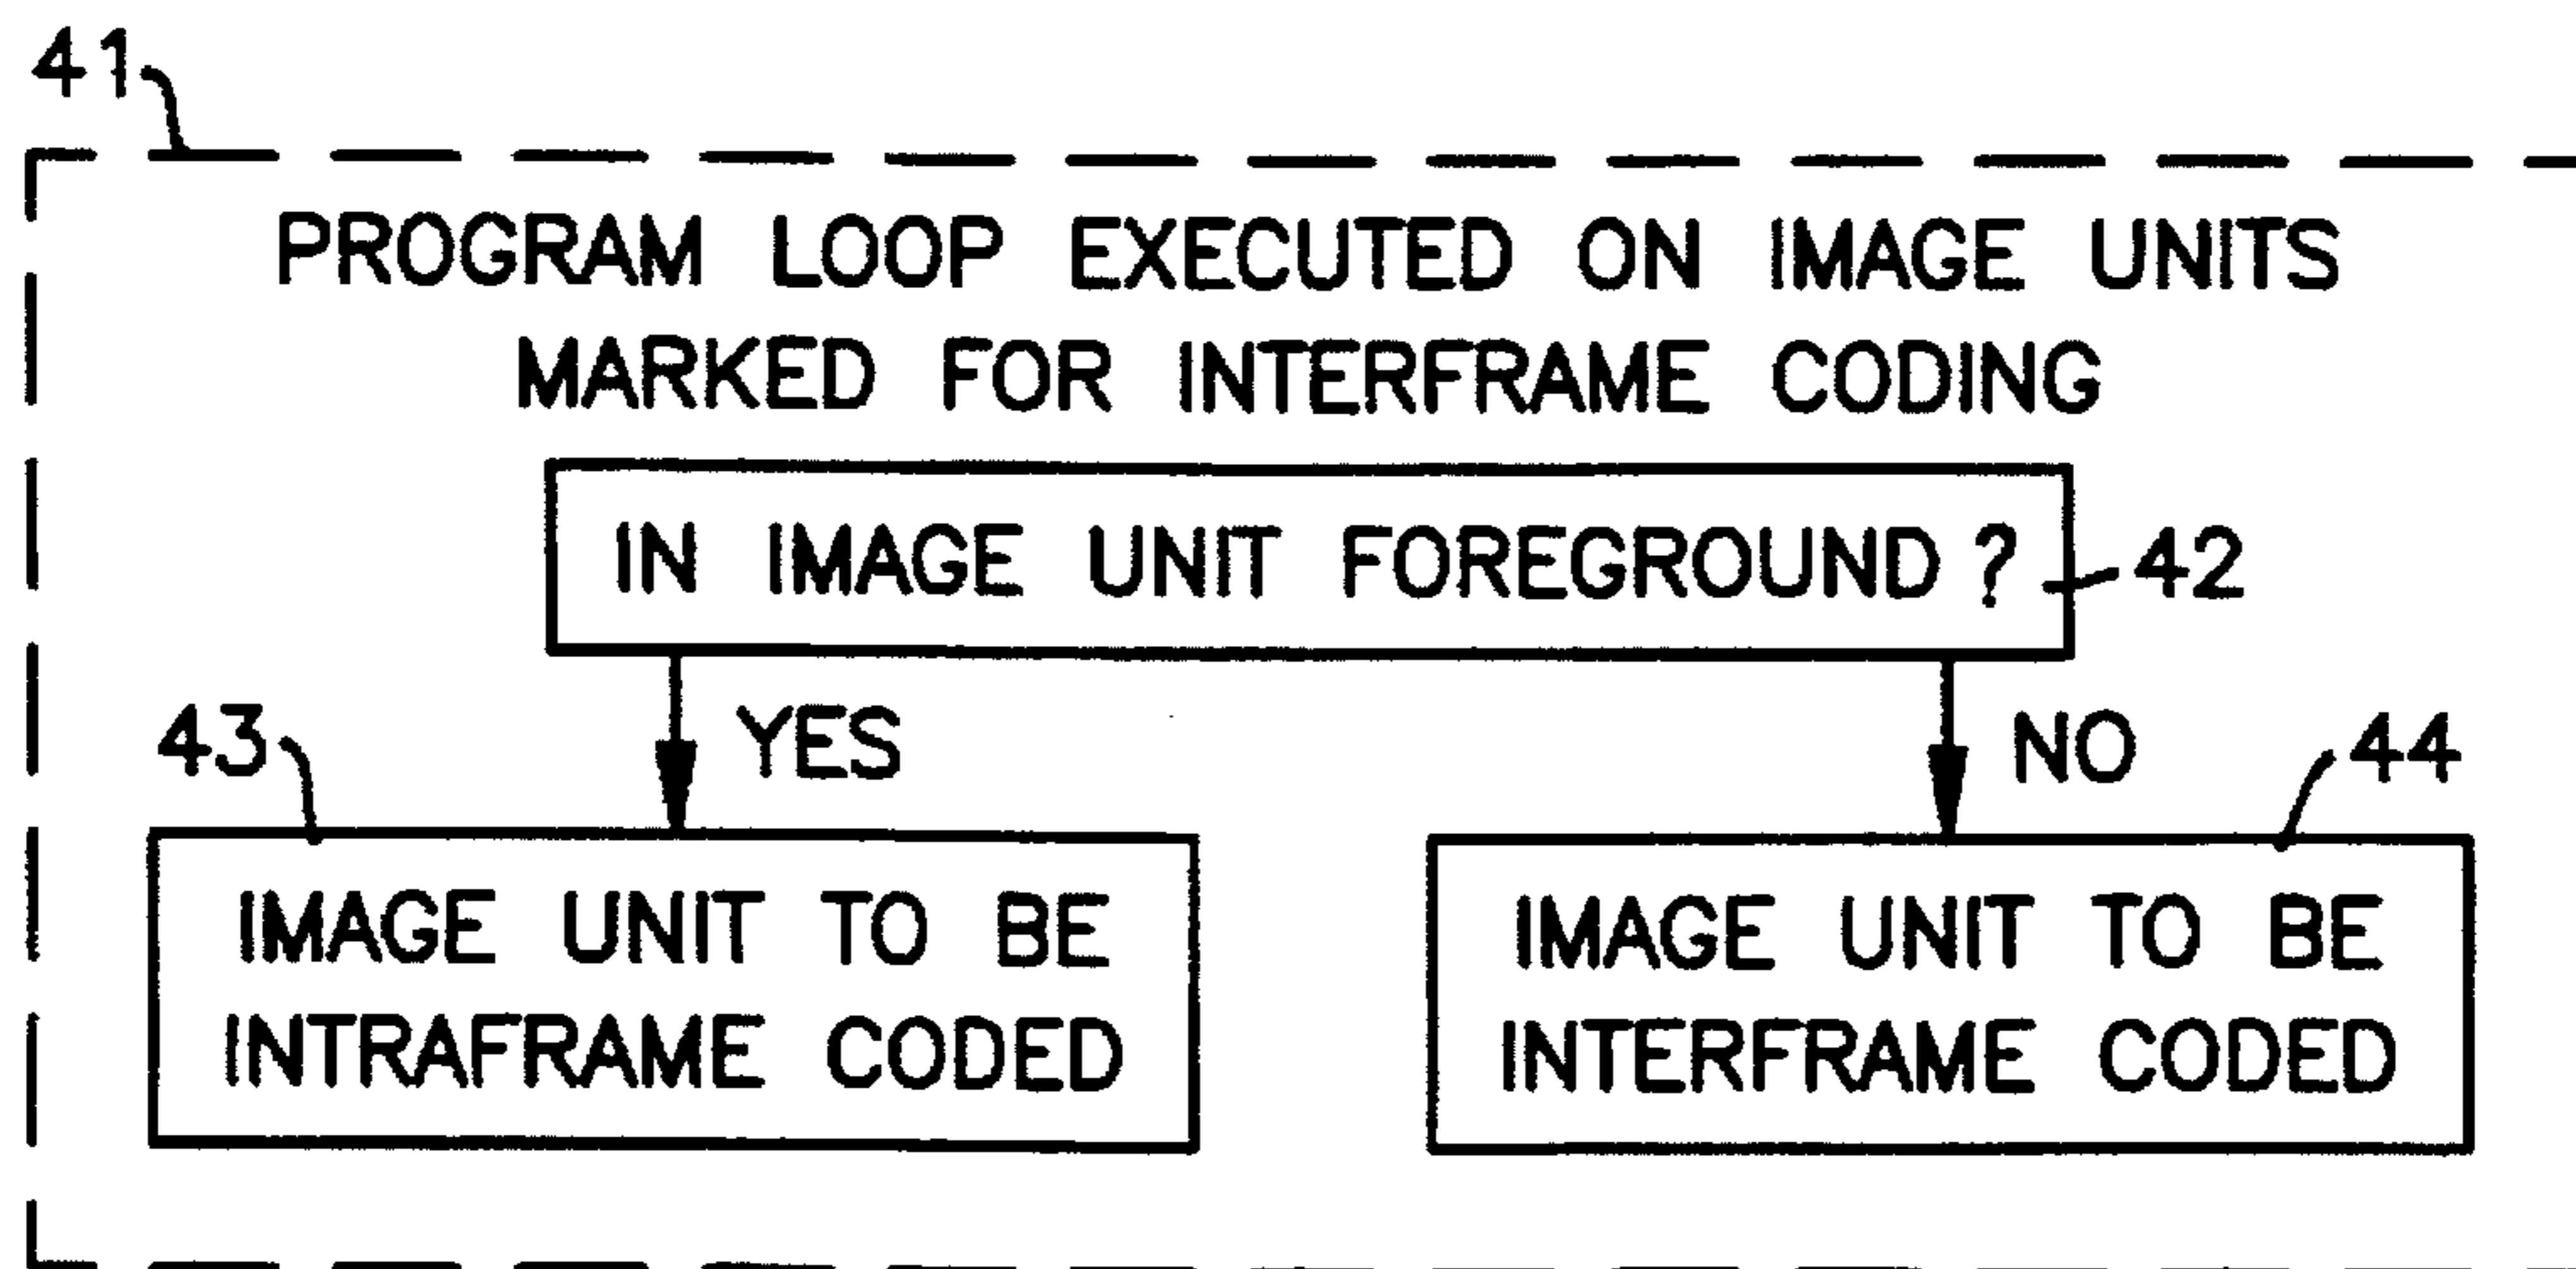 41
PROGRAM LOOP EXECUTED ON IMAGE UNITS
MARKED FOR INTERFRAME CODING
IN IMAGE UNIT FOREGROUND ?
42
YES
NO
43
44
IMAGE UNIT TO BE
INTRAFRAME CODED
IMAGE UNIT TO BE
INTERFRAME CODED